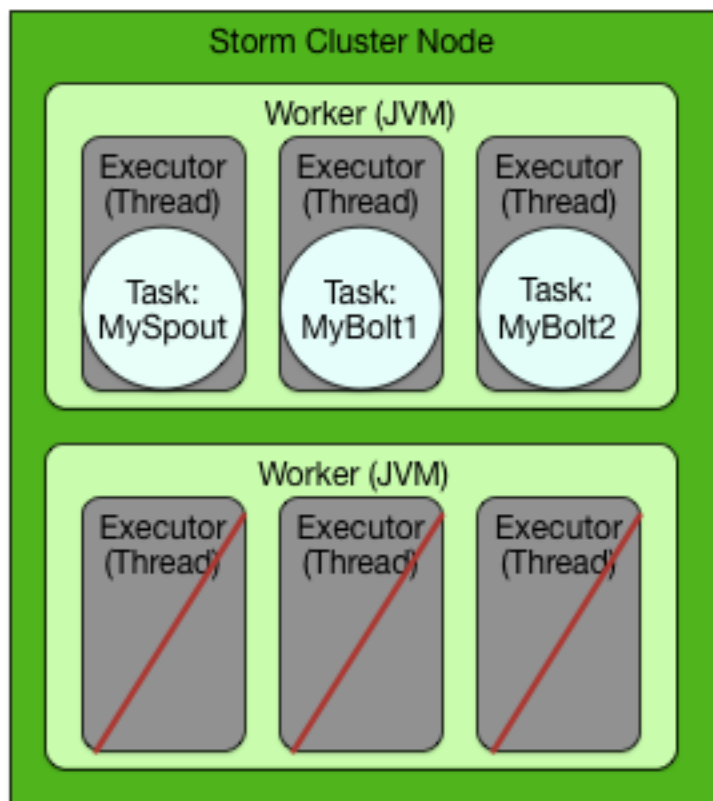 Storm Cluster Node
Worker (JVM)
Executor
(Thread)
Task:
MySpout
Executor
(Thread)
Task:
MyBolt1
Executor
(Thread)
Task:
MyBolt2
Worker (JVM)
Executor
(Thread)
Executor
(Thread)
Executor
(Thread)